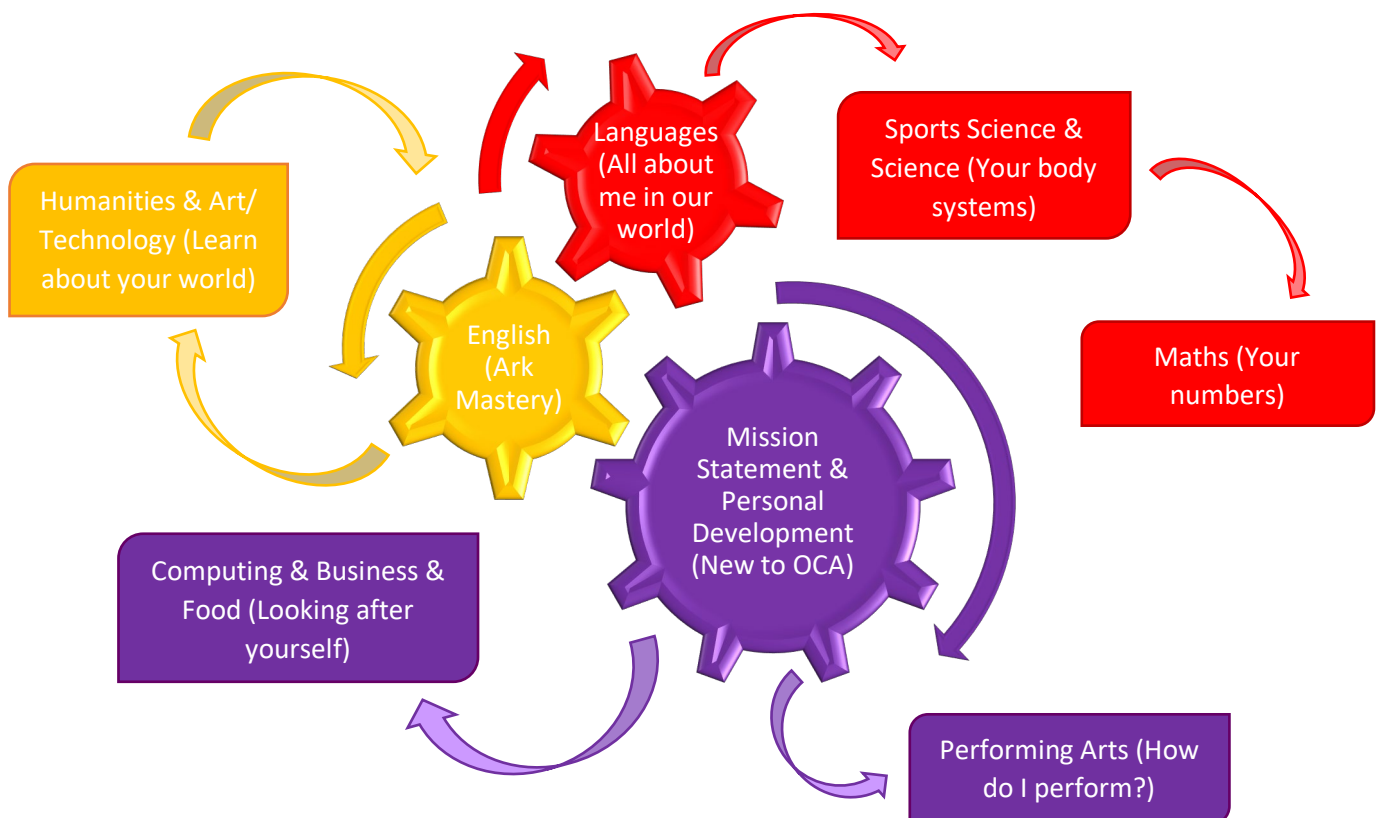 Languages
(All about
me in our
world)
Sports Science &
Science (Your body
systems)
Humanities & Art/
Technology (Learn
about your world)
English
(Ark
Mastery)
Maths (Your
numbers)
Mission
Statement &
Personal
Development
(New to OCA)
Computing & Business &
Food (Looking after
yourself)
Performing Arts (How
do I perform?)